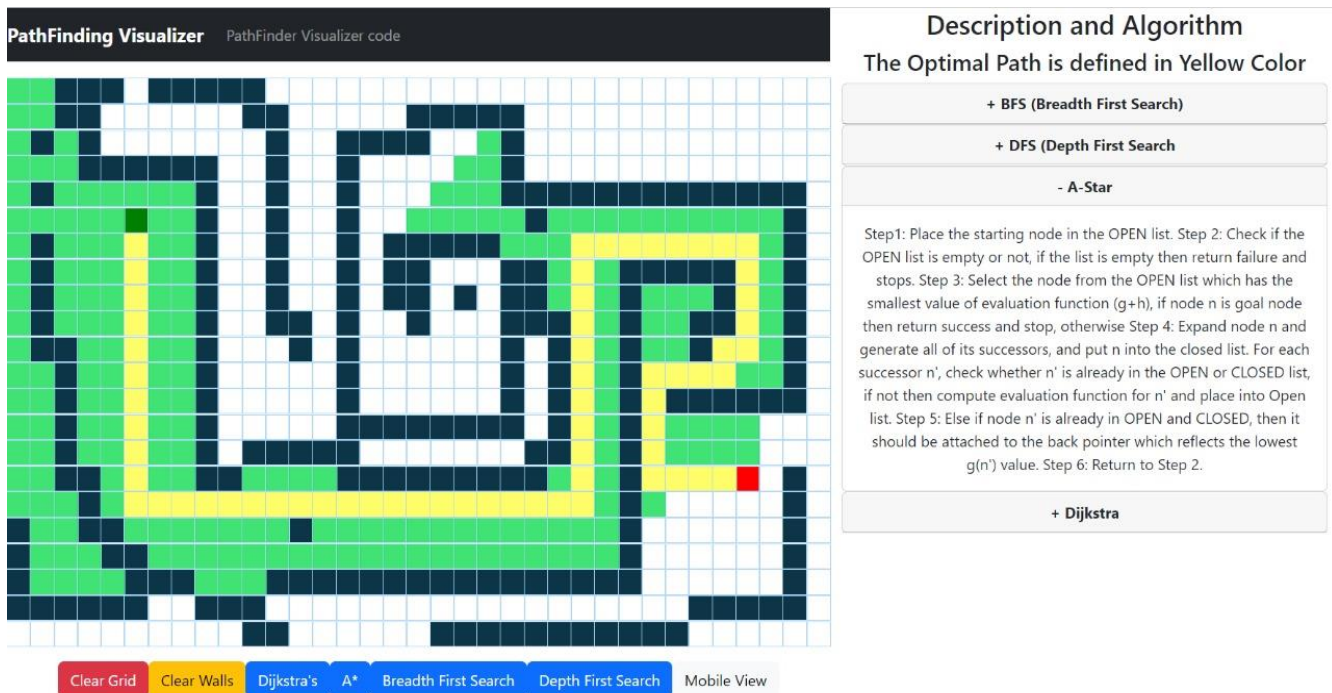 PathFinding Visualizer PathFinder Visualizer code
Description and Algorithm
The Optimal Path is defined in Yellow Color
+ BFS (Breadth First Search)
+ DFS (Depth First Search
- A-Star
Step1: Place the starting node in the OPEN list. Step 2: Check if the
OPEN list is empty or not, if the list is empty then return failure and
stops. Step 3: Select the node from the OPEN list which has the
smallest value of evaluation function (g+h), if node n is goal node
then return success and stop, otherwise Step 4: Expand node n and
generate all of its successors, and put n into the closed list. For each
successor n', check whether n' is already in the OPEN or CLOSED list,
if not then compute evaluation function for n' and place into Open
list. Step 5: Else if node n' is already in OPEN and CLOSED, then it
should be attached to the back pointer which reflects the lowest
g(n') value. Step 6: Return to Step 2.
+ Dijkstra
Clear Grid Clear Walls Dijkstra's A* Breadth First Search Depth First Search Mobile View